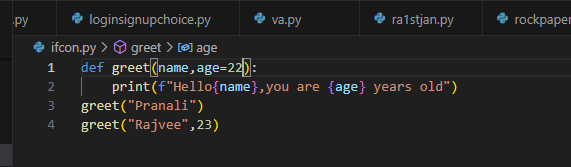 loginsignupchoice.py va.py ra1stjan.py rockpaper
ifcon.py > greet > age
1 def greet(name,age=22):
2 print(f"Hello{name},you are {age} years old")
3 greet("Pranali")
4 greet("Rajvee",23)